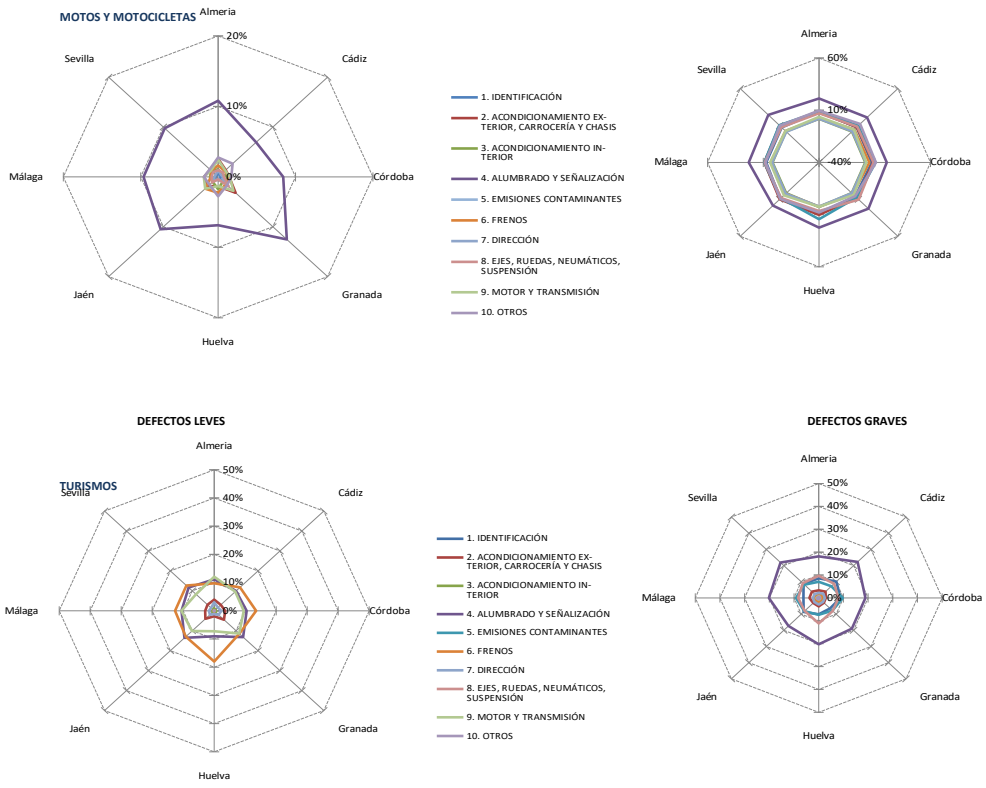 MOTOS Y MOTOCICLETAS
Almeria
20%
10%
0%
Cádiz
Córdoba
Granada
Huelva
Jaén
Málaga
Sevilla
1. IDENTIFICACIÓN
2. ACONDICIONAMIENTO EX-
TERIOR, CARROCERÍA Y CHASIS
3. ACONDICIONAMIENTO IN-
TERIOR
4. ALUMBRADO Y SEÑALIZACIÓN
5. EMISIONES CONTAMINANTES
6. FRENOS
7. DIRECCIÓN
8. EJES, RUEDAS, NEUMÁTICOS,
SUSPENSIÓN
9. MOTOR Y TRANSMISIÓN
10. OTROS
Almeria
60%
10%
-40%
Cádiz
Córdoba
Granada
Huelva
Jaén
Málaga
Sevilla
DEFECTOS LEVES
TURISMOS
Almeria
50%
40%
30%
20%
10%
0%
Cádiz
Córdoba
Granada
Huelva
Jaén
Málaga
Sevilla
1. IDENTIFICACIÓN
2. ACONDICIONAMIENTO EX-
TERIOR, CARROCERÍA Y CHASIS
3. ACONDICIONAMIENTO IN-
TERIOR
4. ALUMBRADO Y SEÑALIZACIÓN
5. EMISIONES CONTAMINANTES
6. FRENOS
7. DIRECCIÓN
8. EJES, RUEDAS, NEUMÁTICOS,
SUSPENSIÓN
9. MOTOR Y TRANSMISIÓN
10. OTROS
DEFECTOS GRAVES
Almeria
50%
40%
30%
20%
10%
0%
Cádiz
Córdoba
Granada
Huelva
Jaén
Málaga
Sevilla